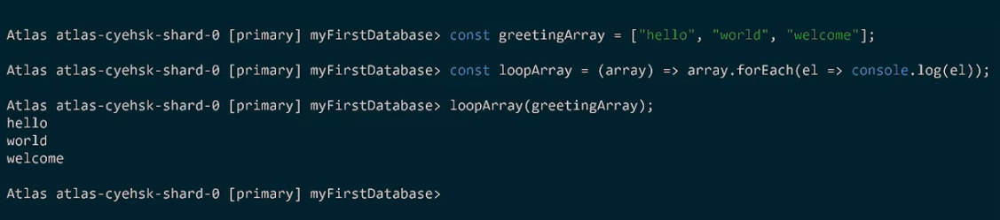 Atlas atlas-cyehsk-shard-0 [primary] myFirstDatabase> const greetingArray = ["hello", "world", "welcome"];
Atlas atlas-cyehsk-shard-0 [primary] myFirstDatabase> const loopArray = (array) => array.forEach(el => console.log(el));
Atlas atlas-cyehsk-shard-0 [primary] myFirstDatabase> loopArray(greetingArray);
hello
world
welcome
Atlas atlas-cyehsk-shard-0 [primary] myFirstDatabase>